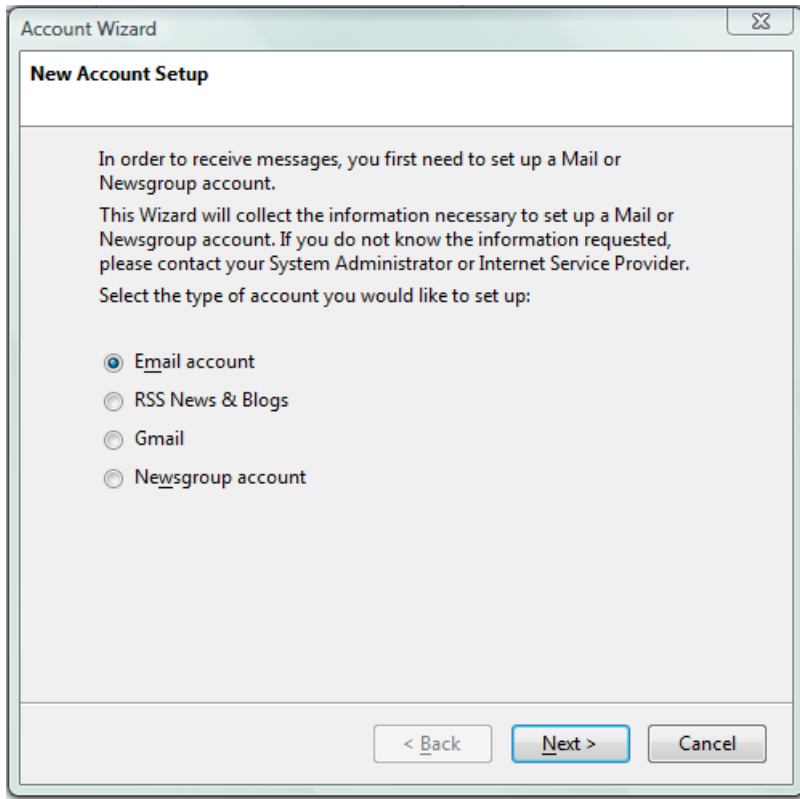 Account Wizard
New Account Setup
In order to receive messages, you first need to set up a Mail or
Newsgroup account.
This Wizard will collect the information necessary to set up a Mail or
Newsgroup account. If you do not know the information requested,
please contact your System Administrator or Internet Service Provider.
Select the type of account you would like to set up:
Email account
RSS News & Blogs
Gmail
Newsgroup account
< Back Next > Cancel